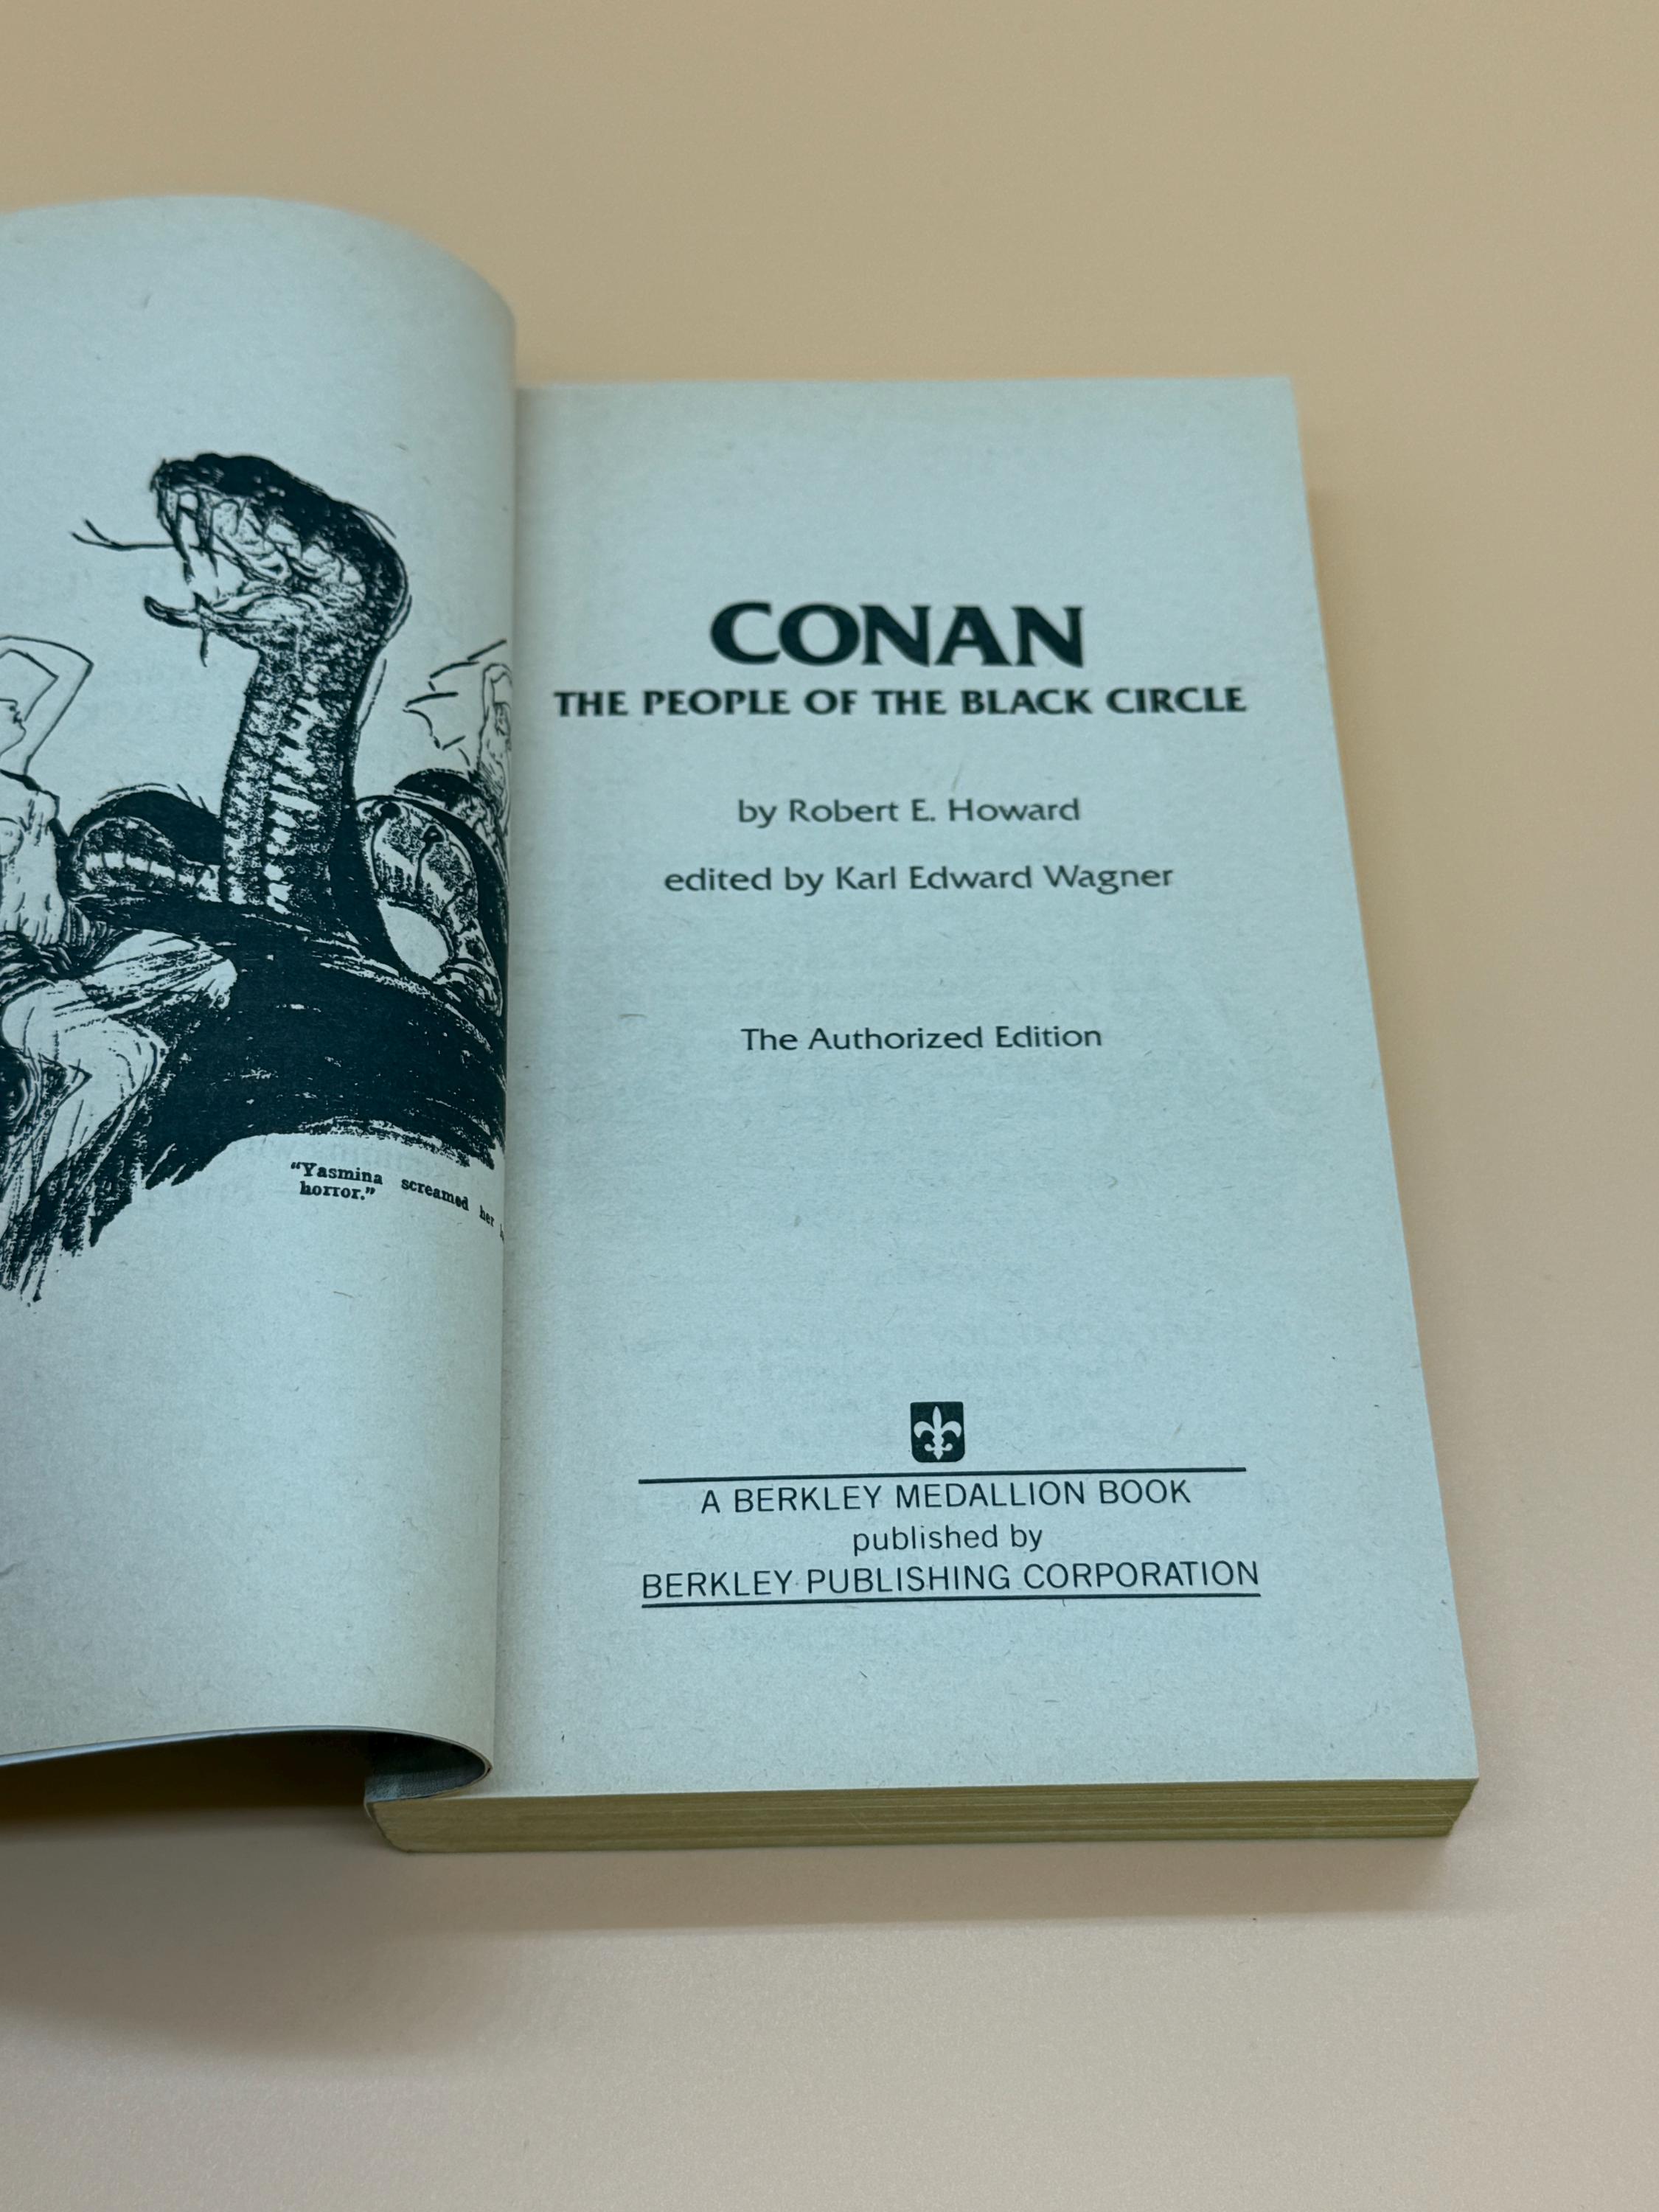 "Yasmina screamed her
horror."
CONAN
THE PEOPLE OF THE BLACK CIRCLE
by Robert E. Howard
edited by Karl Edward Wagner
The Authorized Edition
A BERKLEY MEDALLION BOOK
published by
BERKLEY PUBLISHING CORPORATION